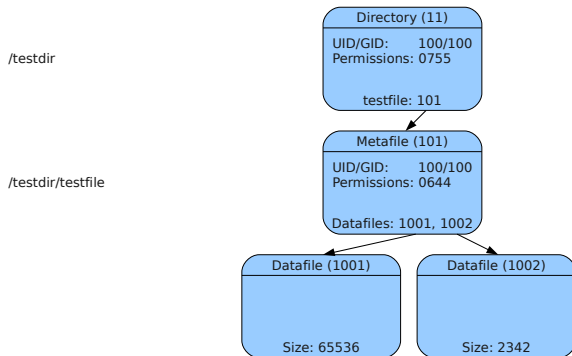 Directory (11)
/testdir
UID/GID: 100/100
Permissions: 0755
testfile: 101
Metafile (101)
/testdir/testfile
UID/GID: 100/100
Permissions: 0644
Datafiles: 1001, 1002
Datafile (1001)
Datafile (1002)
Size: 65536
Size: 2342